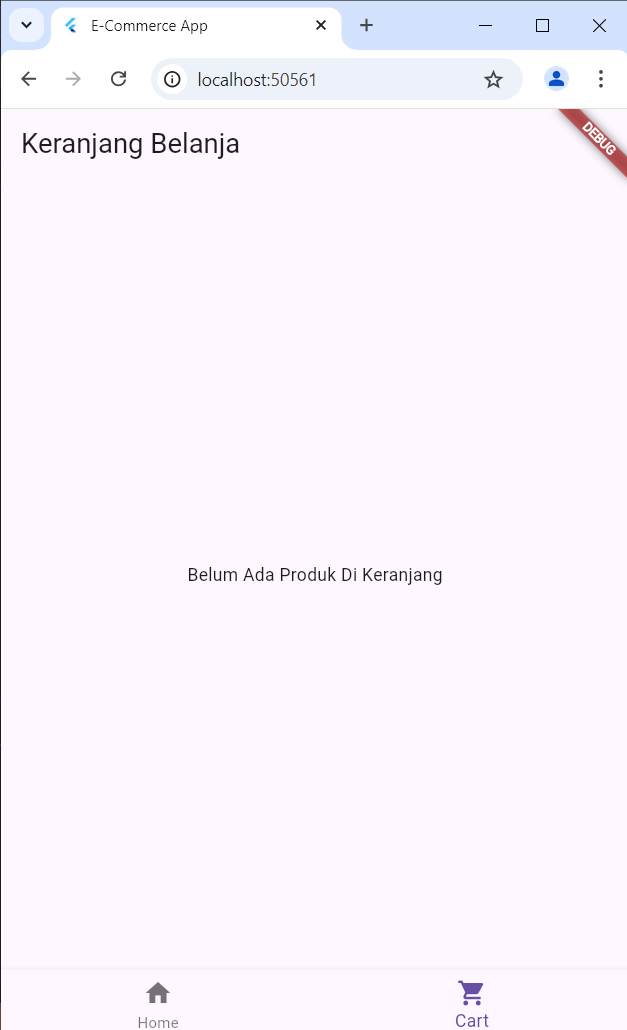 E-Commerce App
localhost:50561
Keranjang Belanja
DEBUG
Belum Ada Produk Di Keranjang
Home
Cart